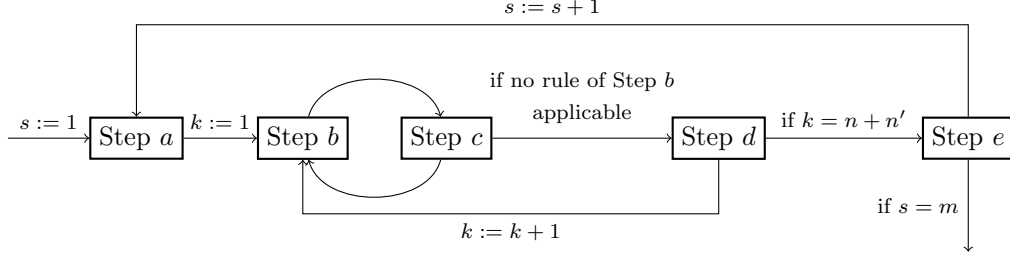 s := s + 1
if no rule of Step b
applicable
s := 1
Step a
k := 1
Step b
Step c
Step d
if k = n + n′
Step e
if s = m
k := k + 1